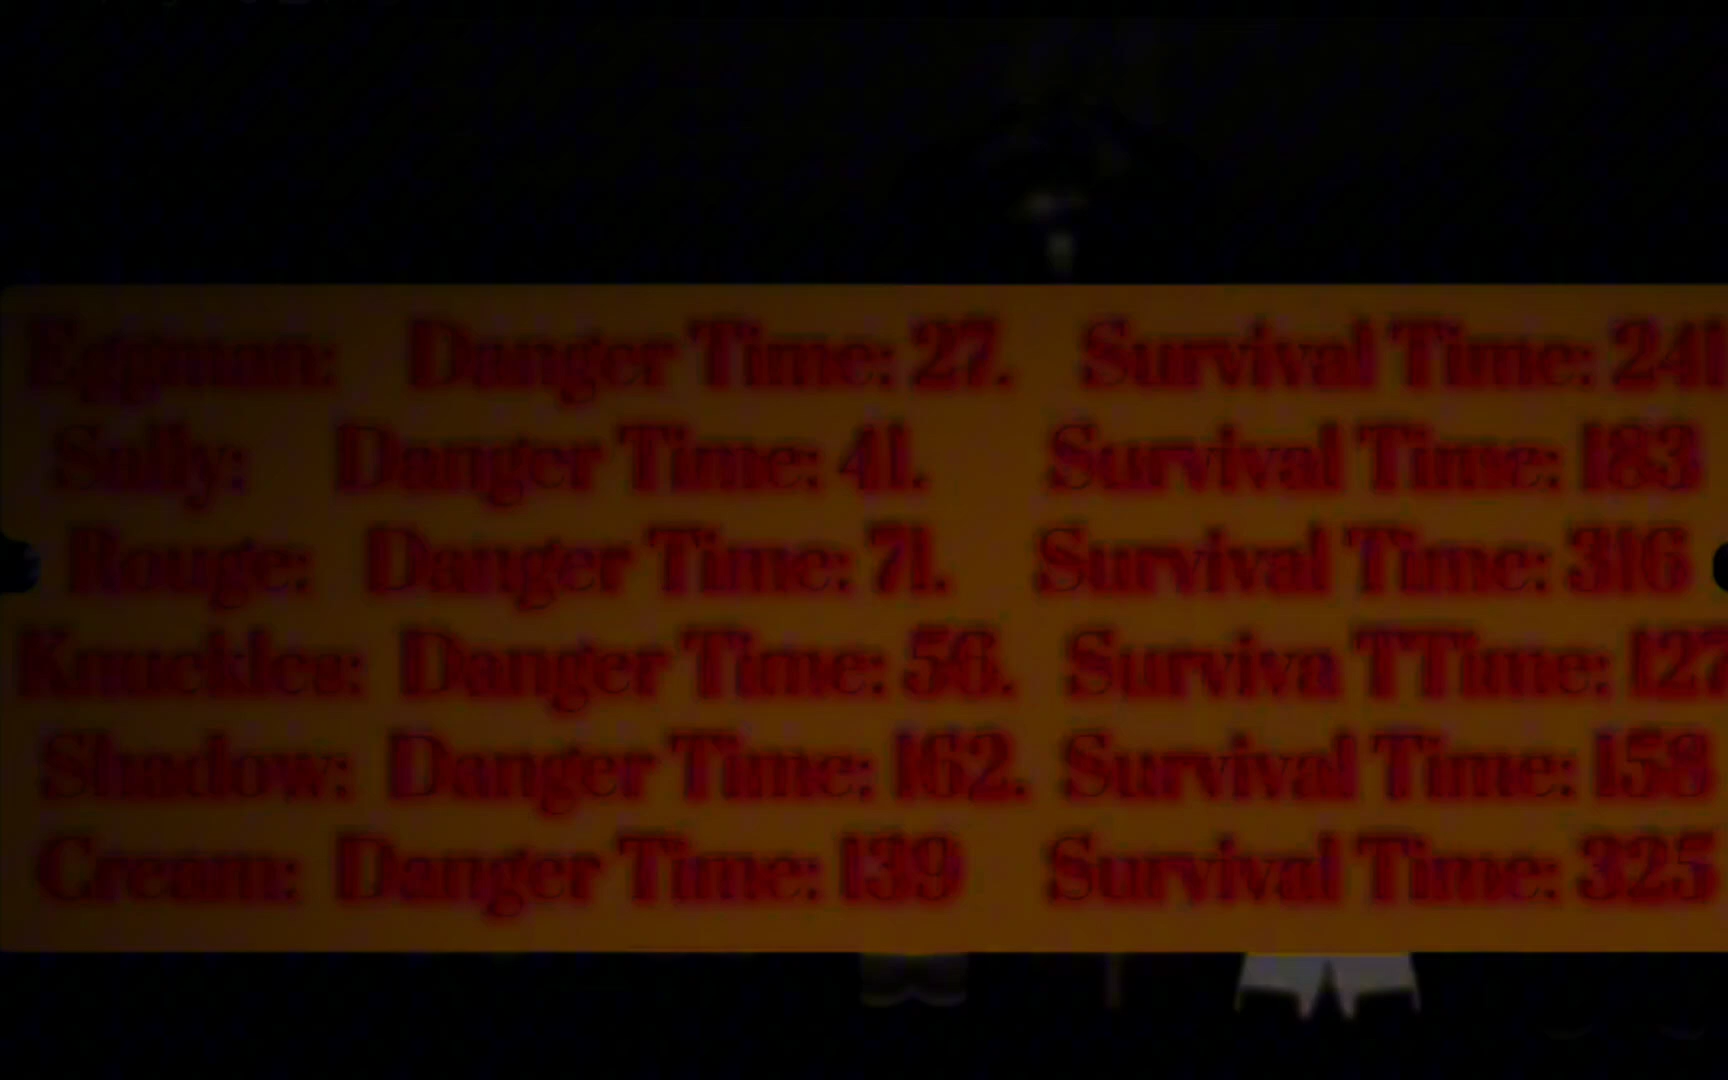 Eggman: Danger Time: 27. Survival Time: 241
Sally: Danger Time: 41. Survival Time: 183
Rouge: Danger Time: 71. Survival Time: 316
Knuckles: Danger Time: 56. Surviva TTime: 127
Shadow: Danger Time: 162. Survival Time: 158
Cream: Danger Time: 139 Survival Time: 325